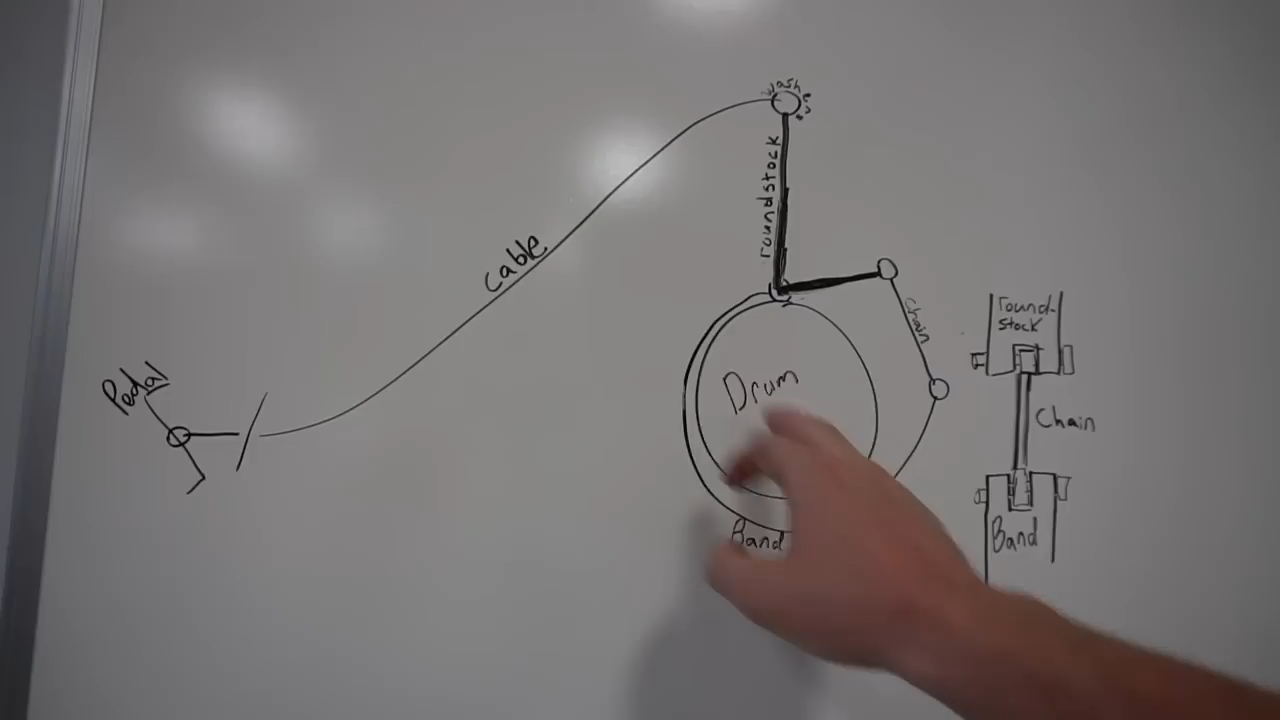 washer
roundstock
cable
Pedal
Drum
Chain
Band
round-
stock
Chain
Band